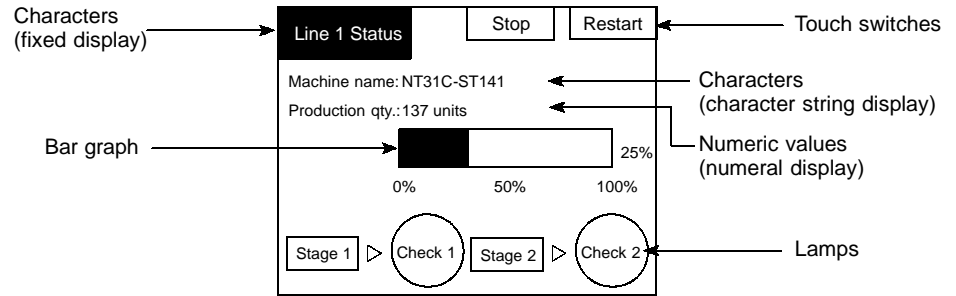 Characters
(fixed display)
Line 1 Status
Stop
Restart
Touch switches
Machine name: NT31C-ST141
Characters
(character string display)
Production qty.: 137 units
Numeric values
(numeral display)
Bar graph
25%
0%
50%
100%
Stage 1
Check 1
Stage 2
Check 2
Lamps